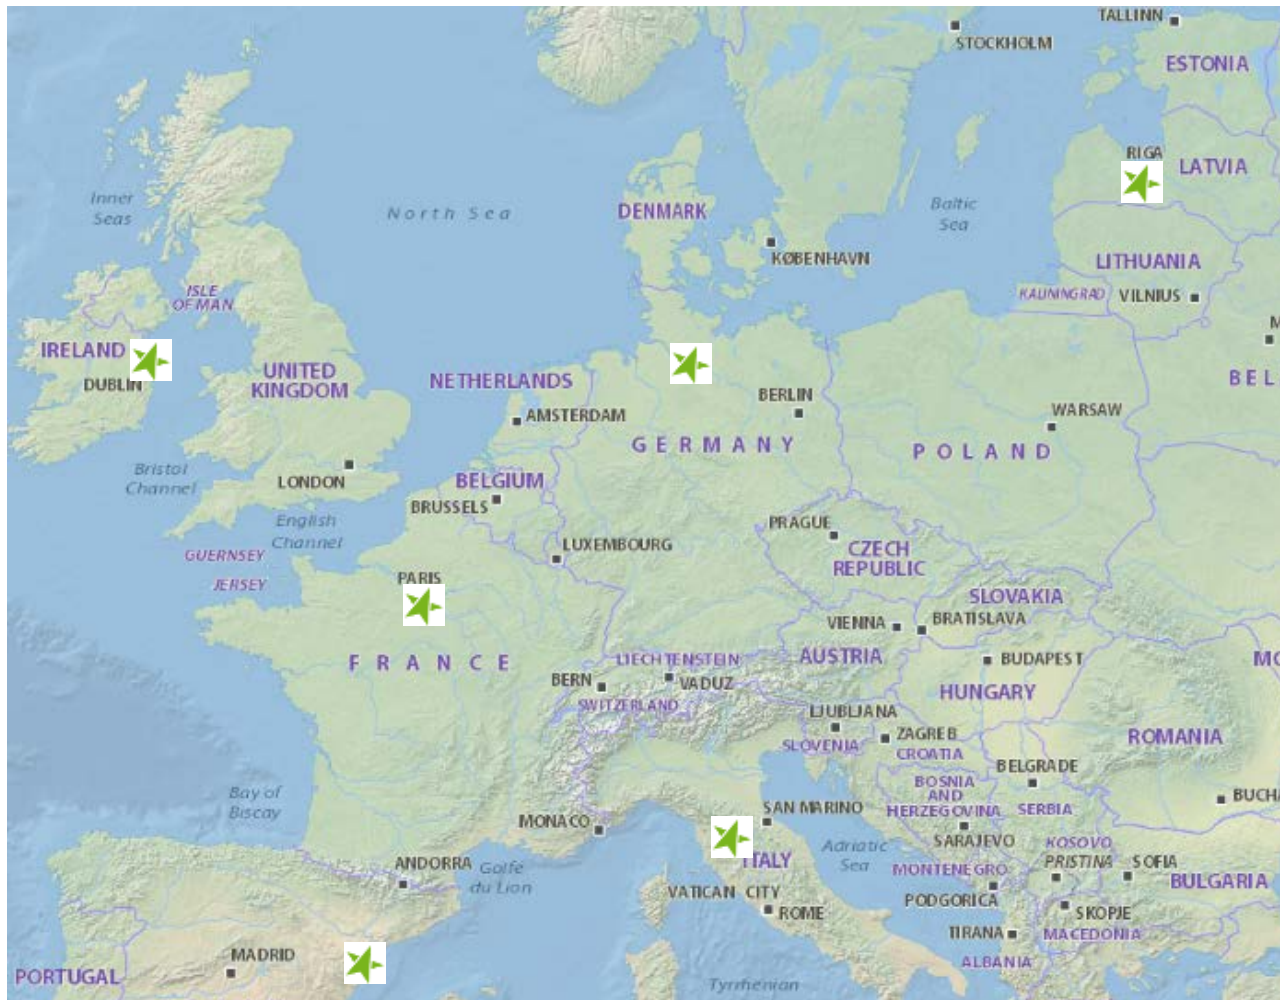 TALLINN
STOCKHOLM
ESTONIA
RIGA
LATVIA
Inner
Seas
North Sea
DENMARK
Baltic
Sea
KØBENHAVN
LITHUANIA
ISLE
OF MAN
KALININGRAD
VILNIUS
M
IRELAND
DUBLIN
UNITED
KINGDOM
NETHERLANDS
BERLIN
BEL
AMSTERDAM
WARSAW
GERMANY
POLAND
Bristol
Channel
LONDON
BELGIUM
BRUSSELS
English
Channel
PRAGUE
GUERNSEY
LUXEMBOURG
CZECH
REPUBLIC
JERSEY
PARIS
SLOVAKIA
VIENNA
BRATISLAVA
FRANCE
LIECHTENSTEIN
AUSTRIA
BUDAPEST
MO
BERN
VADUZ
SWITZERLAND
HUNGARY
LJUBLJANA
ZAGREB
SLOVENIA
CROATIA
ROMANIA
BELGRADE
BOSNIA
AND
HERZEGOVINA
SERBIA
BUCHA
Bay of
Biscay
MONACO
SAN MARINO
SARAJEVO
Adriatic
Sea
KOSOVO
PRISTINA
SOFIA
ANDORRA
Golfe
du Lion
ITALY
MONTENEGRO
BULGARIA
VATICAN CITY
ROME
PODGORICA
SKOPJE
TIRANA
MACEDONIA
MADRID
PORTUGAL
ALBANIA
Tyrrhenian